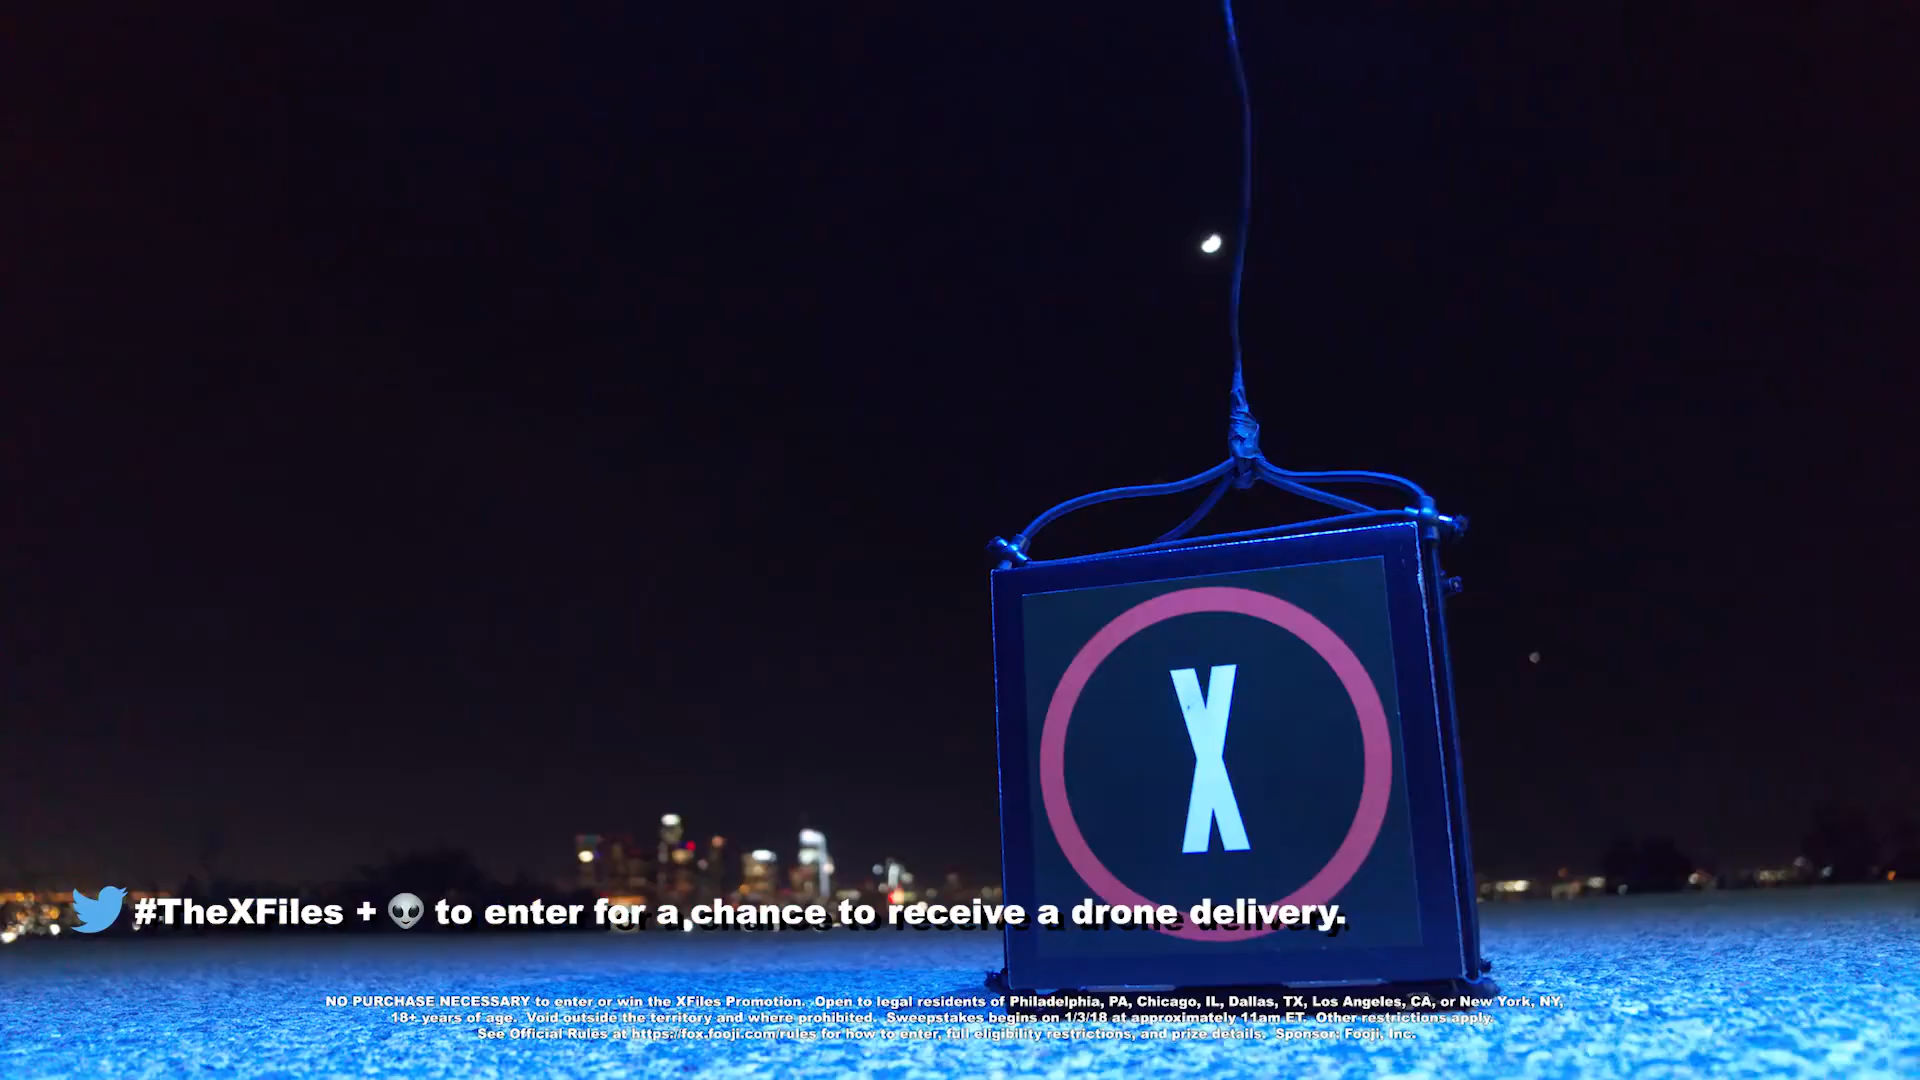 X
#TheXFiles + 👽 to enter for a chance to receive a drone delivery.
NO PURCHASE NECESSARY to enter or win the XFiles Promotion. Open to legal residents of Philadelphia, PA, Chicago, IL, Dallas, TX, Los Angeles, CA, or New York, NY,
18+ years of age. Void outside the territory and where prohibited. Sweepstakes begins on 1/3/18 at approximately 11am ET. Other restrictions apply.
See Official Rules at https://fox.fooji.com/rules for how to enter, full eligibility restrictions, and prize details. Sponsor: Fooji, Inc.